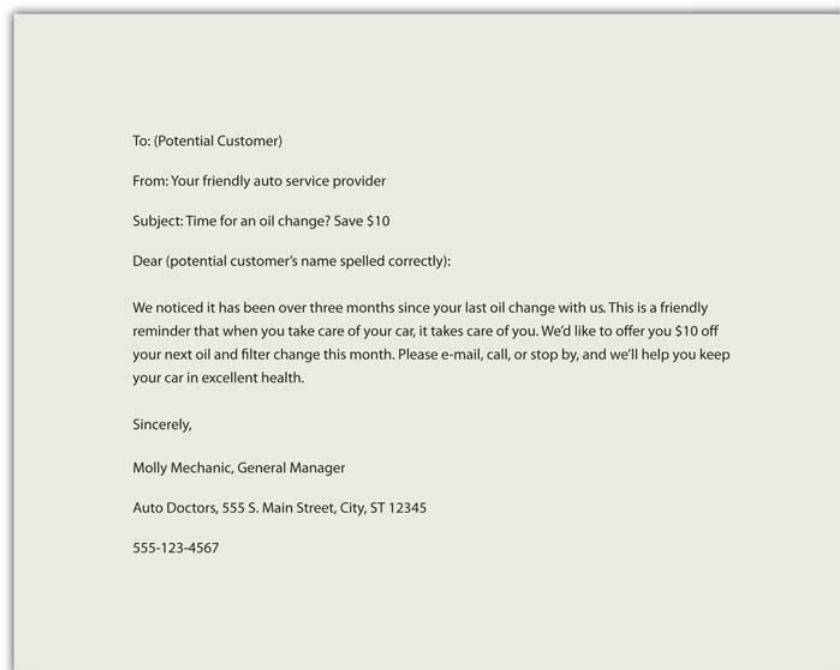 To: (Potential Customer)
From: Your friendly auto service provider
Subject: Time for an oil change? Save $10
Dear (potential customer's name spelled correctly):
We noticed it has been over three months since your last oil change with us. This is a friendly
reminder that when you take care of your car, it takes care of you. We'd like to offer you $10 off
your next oil and filter change this month. Please e-mail, call, or stop by, and we'll help you keep
your car in excellent health.
Sincerely,
Molly Mechanic, General Manager
Auto Doctors, 555 S. Main Street, City, ST 12345
555-123-4567